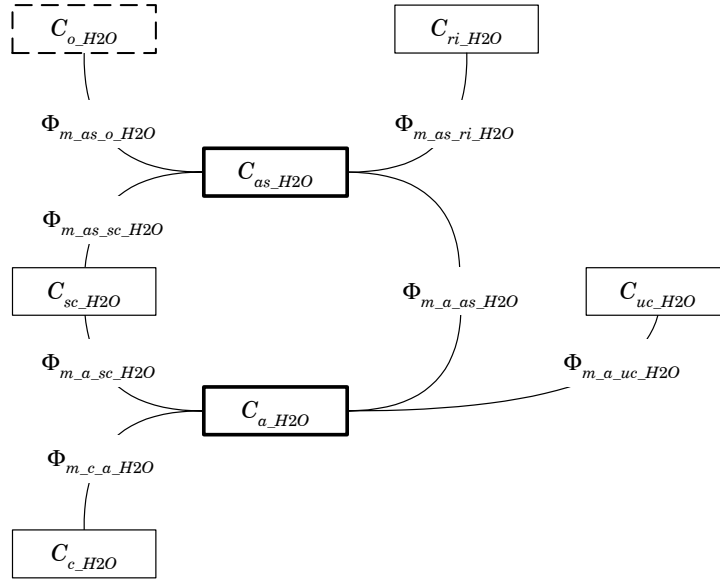 C_o_H2O
C_ri_H2O
Φ_m_as_o_H2O
Φ_m_as_ri_H2O
C_as_H2O
Φ_m_as_sc_H2O
C_sc_H2O
Φ_m_a_as_H2O
C_uc_H2O
Φ_m_a_sc_H2O
Φ_m_a_uc_H2O
C_a_H2O
Φ_m_c_a_H2O
C_c_H2O